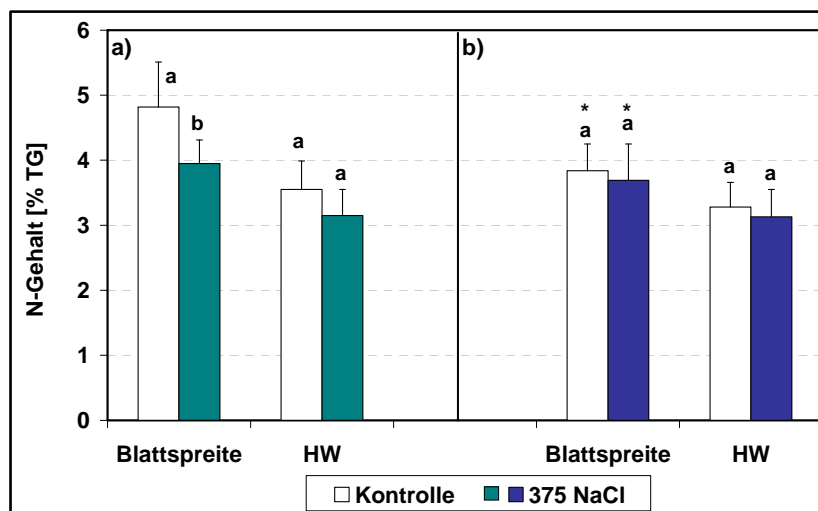 N-Gehalt [% TG]
6
5
4
3
2
1
0
a)
a
b
a
a
b)
*
a
*
a
a
a
Blattspreite
HW
Blattspreite
HW
Kontrolle
375 NaCl